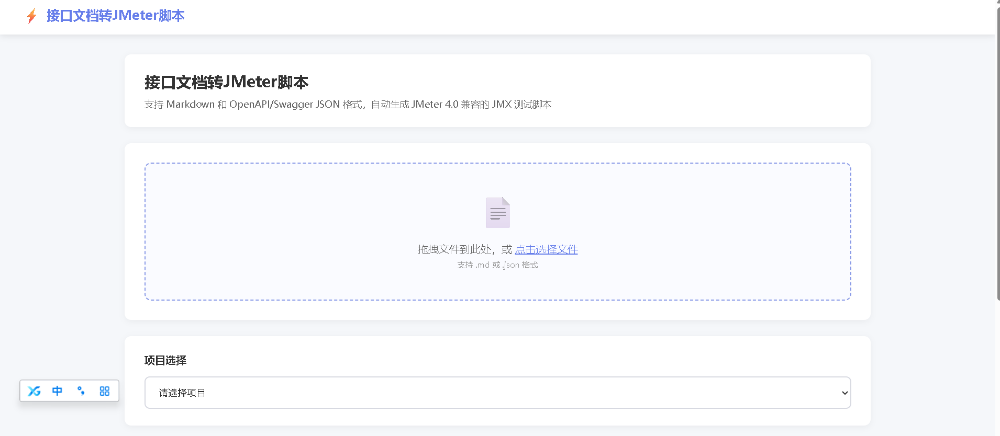 接口文档转JMeter脚本
接口文档转JMeter脚本
支持 Markdown 和 OpenAPI/Swagger JSON 格式，自动生成 JMeter 4.0 兼容的 JMX 测试脚本
拖拽文件到此处，或 点击选择文件
支持 .md 或 .json 格式
项目选择
请选择项目
中